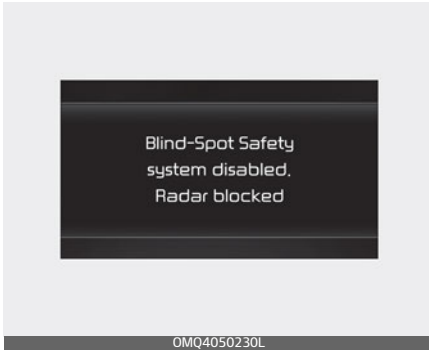 Blind-Spot Safety
system disabled.
Radar blocked
OMQ4050230L